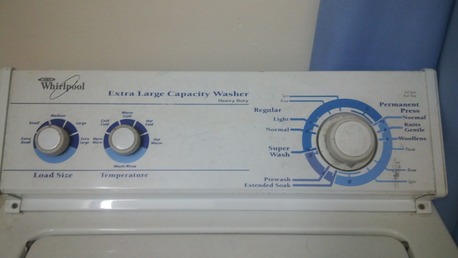 Whirlpool
Extra Large Capacity Washer
Heavy Duty
Medium
Small
Large
Extra
Small
Extra
Large
Load Size
Warm
Cold
Cold
Cold
Hot
Cold
Warm
Warm
Hot
Warm
Wash/Rinse
Temperature
Regular
Light
Normal
Super
Wash
Prewash
Extended Soak
Permanent
Press
Normal
Knits
Gentle
Woollens
Rinse